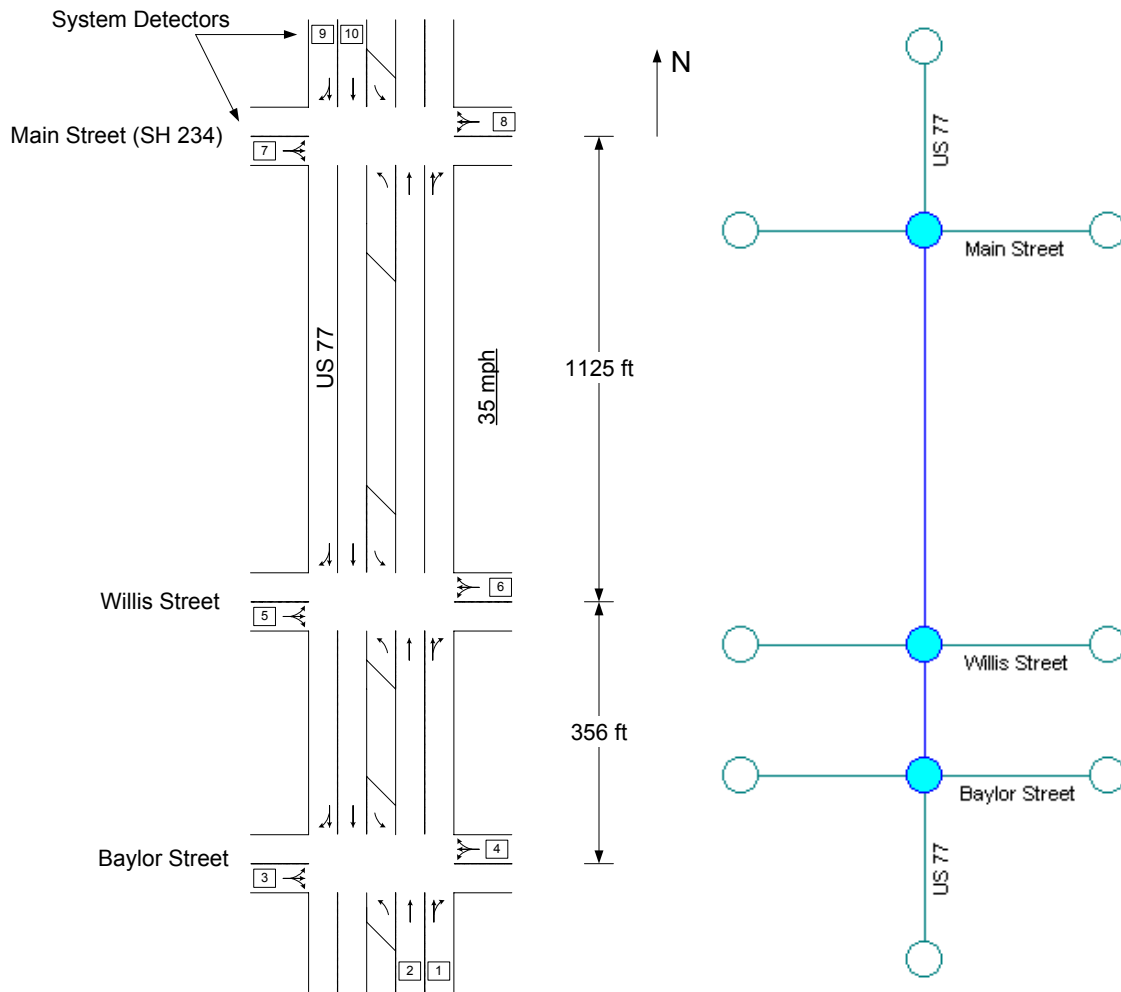 System Detectors
9
10
N
Main Street (SH 234)
8
7
US 77
35 mph
1125 ft
Willis Street
6
5
356 ft
Baylor Street
4
3
2
1
US 77
Main Street
Willis Street
Baylor Street
US 77